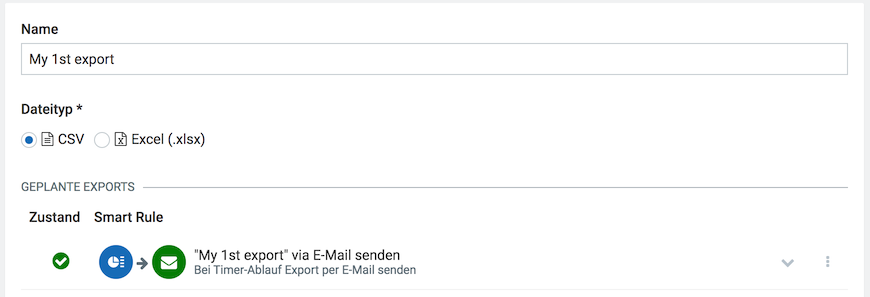 Name
My 1st export
Dateityp *
CSV Excel (.xlsx)
GEPLANTE EXPORTS
Zustand Smart Rule
"My 1st export" via E-Mail senden
Bei Timer-Ablauf Export per E-Mail senden